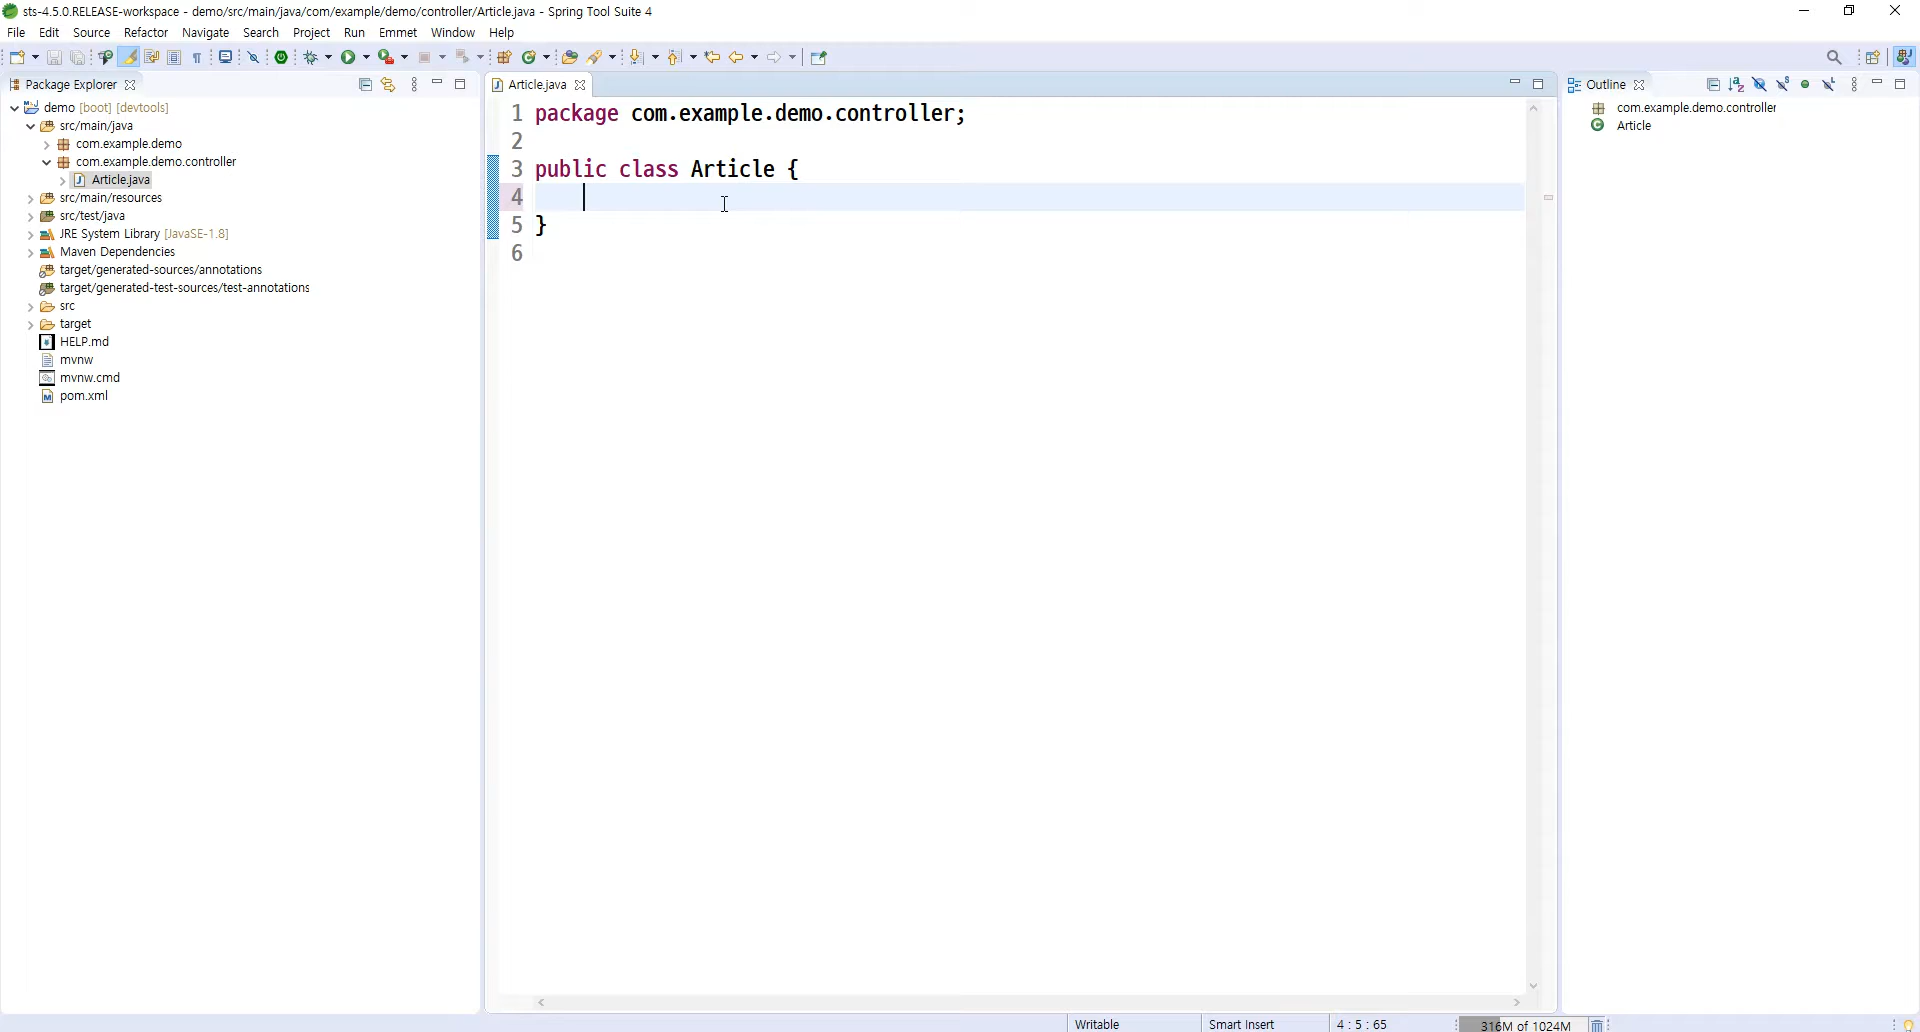 sts-4.5.0.RELEASE-workspace - demo/src/main/java/com/example/demo/controller/Article.java - Spring Tool Suite 4
File Edit Source Refactor Navigate Search Project Run Emmet Window Help
Package Explorer
demo [boot] [devtools]
src/main/java
com.example.demo
com.example.demo.controller
Article.java
src/main/resources
src/test/java
JRE System Library [JavaSE-1.8]
Maven Dependencies
target/generated-sources/annotations
target/generated-test-sources/test-annotations
src
target
HELP.md
mvnw
mvnw.cmd
pom.xml
Article.java
1 package com.example.demo.controller;
2
3 public class Article {
4
5 }
6
Outline
com.example.demo.controller
Article
Writable Smart Insert 4 : 5 : 65 316M of 1024M